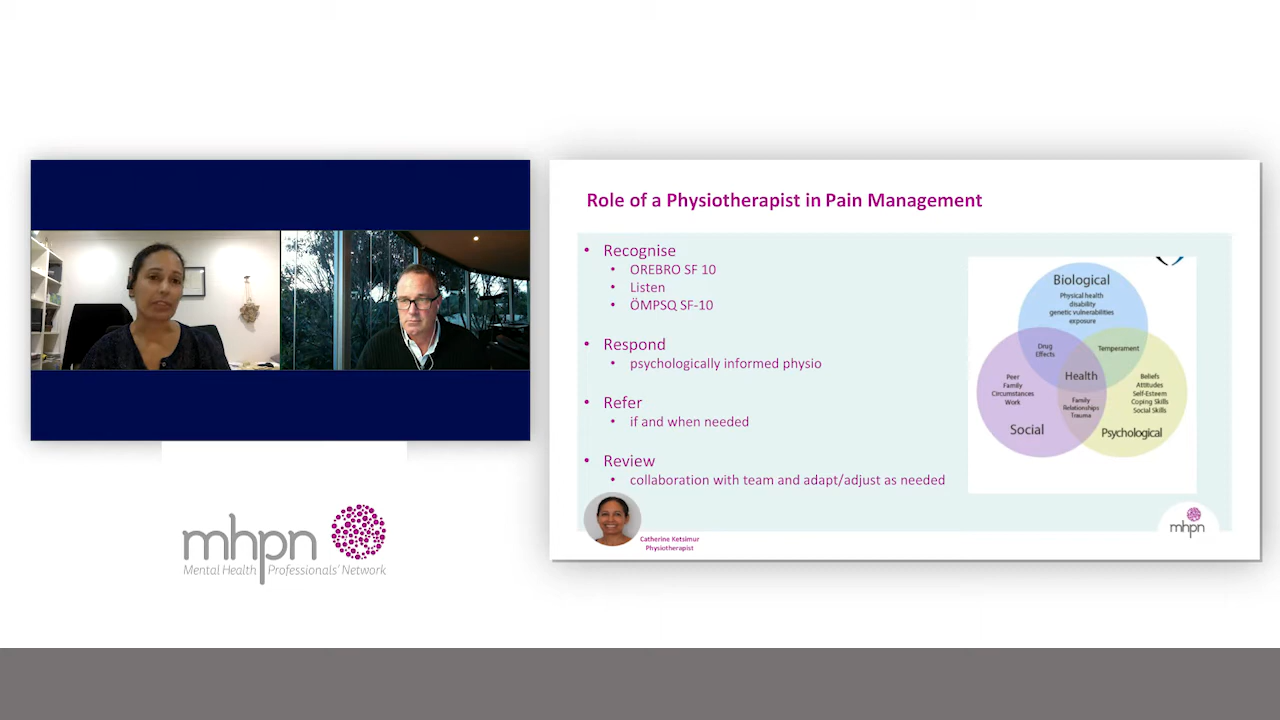 Role of a Physiotherapist in Pain Management
• Recognise
• OREBRO SF 10
• Listen
• ÖMPSQ SF-10
• Respond
• psychologically informed physio
• Refer
• if and when needed
• Review
• collaboration with team and adapt/adjust as needed
Biological
Physical health
disability
genetic vulnerabilities
exposure
Drug
Effects
Temperament
Health
Peer
Family
Circumstances
Work
Social
Family
Relationships
Trauma
Beliefs
Attitudes
Self-Esteem
Coping Skills
Social Skills
Psychological
Catherine Ketsimur
Physiotherapist
mhpn
mhpn
Mental Health Professionals' Network